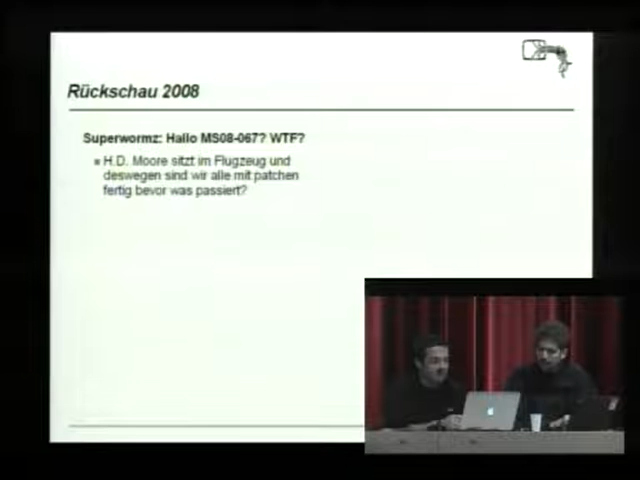 Rückschau 2008
Superwormz: Hallo MS08-067? WTF?
H.D. Moore sitzt im Flugzeug und
deswegen sind wir alle mit patchen
fertig bevor was passiert?